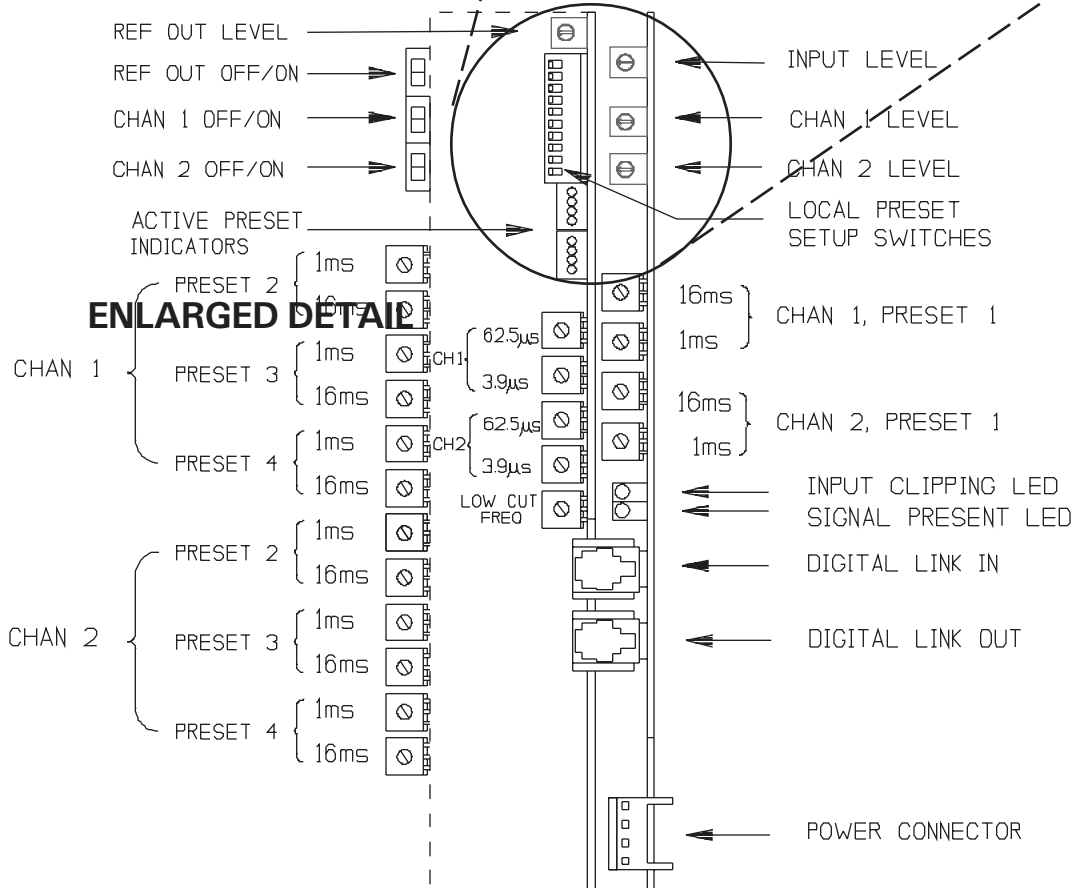 REF OUT LEVEL
REF OUT OFF/ON
CHAN 1 OFF/ON
CHAN 2 OFF/ON
ACTIVE PRESET
INDICATORS
INPUT LEVEL
CHAN 1 LEVEL
CHAN 2 LEVEL
LOCAL PRESET
SETUP SWITCHES
ENLARGED DETAIL
CHAN 1
PRESET 2
1ms
16ms
PRESET 3
1ms
16ms
PRESET 4
1ms
16ms
CHAN 2
PRESET 2
1ms
16ms
PRESET 3
1ms
16ms
PRESET 4
1ms
16ms
CH1
62.5µs
3.9µs
CH2
62.5µs
3.9µs
LOW CUT
FREQ
16ms
1ms
CHAN 1, PRESET 1
16ms
1ms
CHAN 2, PRESET 1
INPUT CLIPPING LED
SIGNAL PRESENT LED
DIGITAL LINK IN
DIGITAL LINK OUT
POWER CONNECTOR